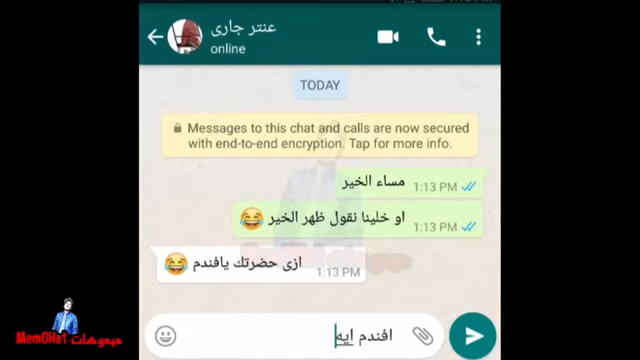 عنتر جارى
online
TODAY
Messages to this chat and calls are now secured
with end-to-end encryption. Tap for more info.
مساء الخير
1:13 PM
او خلينا نقول ظهر الخير 😂
1:13 PM
ازى حضرتك يافندم 😂
1:13 PM
افندم ايه
MemOHat ميموهات